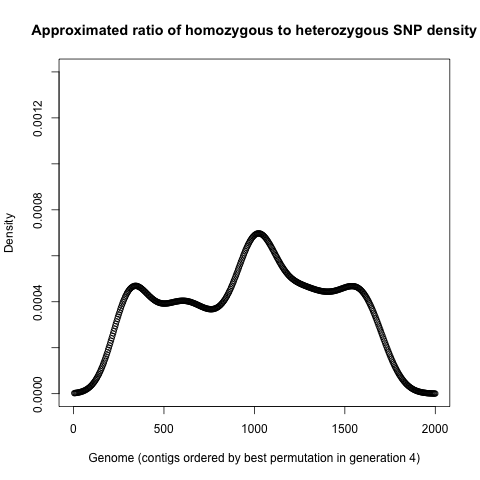 Approximated ratio of homozygous to heterozygous SNP density
Density
0.0012
0.0008
0.0004
0.0000
0 500 1000 1500 2000
Genome (contigs ordered by best permutation in generation 4)